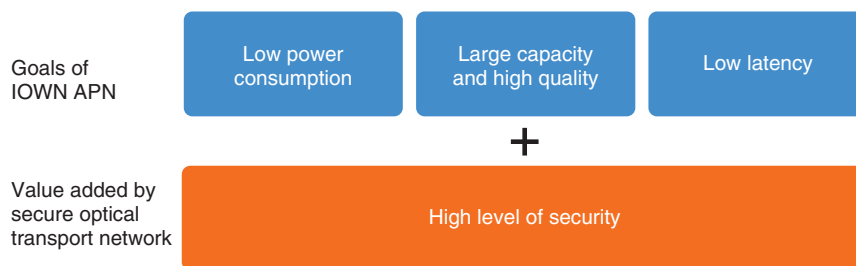 Goals of
IOWN APN
Low power
consumption
Large capacity
and high quality
Low latency
+
Value added by
secure optical
transport network
High level of security